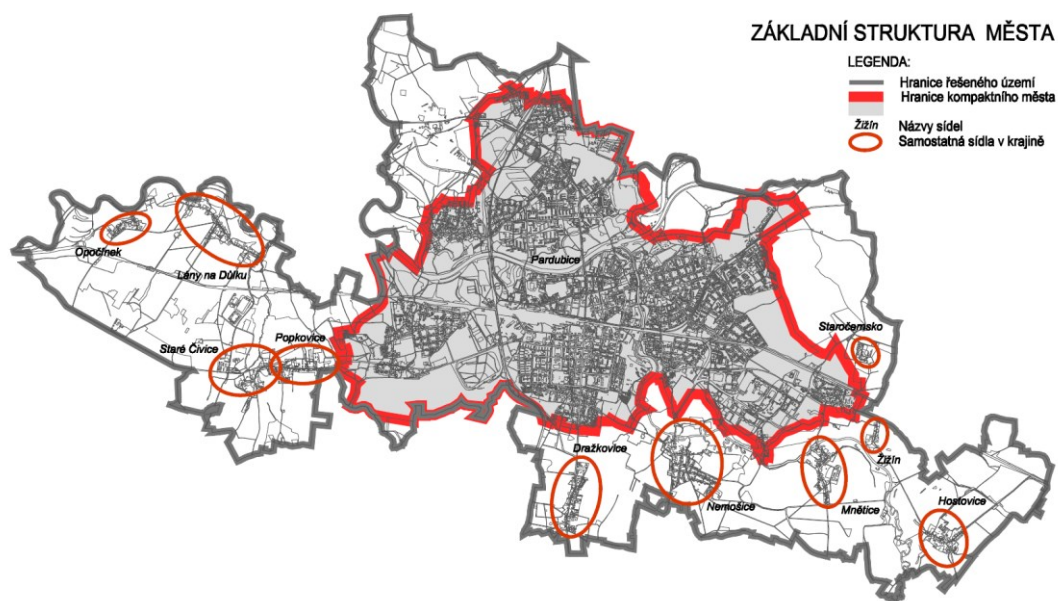 ZÁKLADNÍ STRUKTURA MĚSTA
LEGENDA:
Hranice řešeného území
Hranice kompaktního města
Žižín Názvy sídel
Samostatná sídla v krajině
Opočínek
Lány na Důlku
Pardubice
Staročernsko
Popkovice
Staré Čívice
Dražkovice
Žižín
Nemošice
Mnětice
Hostovice